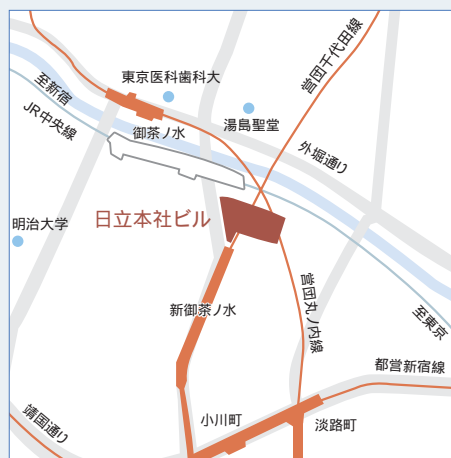 東京医科歯科大
営団千代田線
至新宿
JR中央線
湯島聖堂
御茶ノ水
外堀通り
日立本社ビル
明治大学
新御茶ノ水
営団丸ノ内線
至東京
都営新宿線
小川町
淡路町
靖国通り